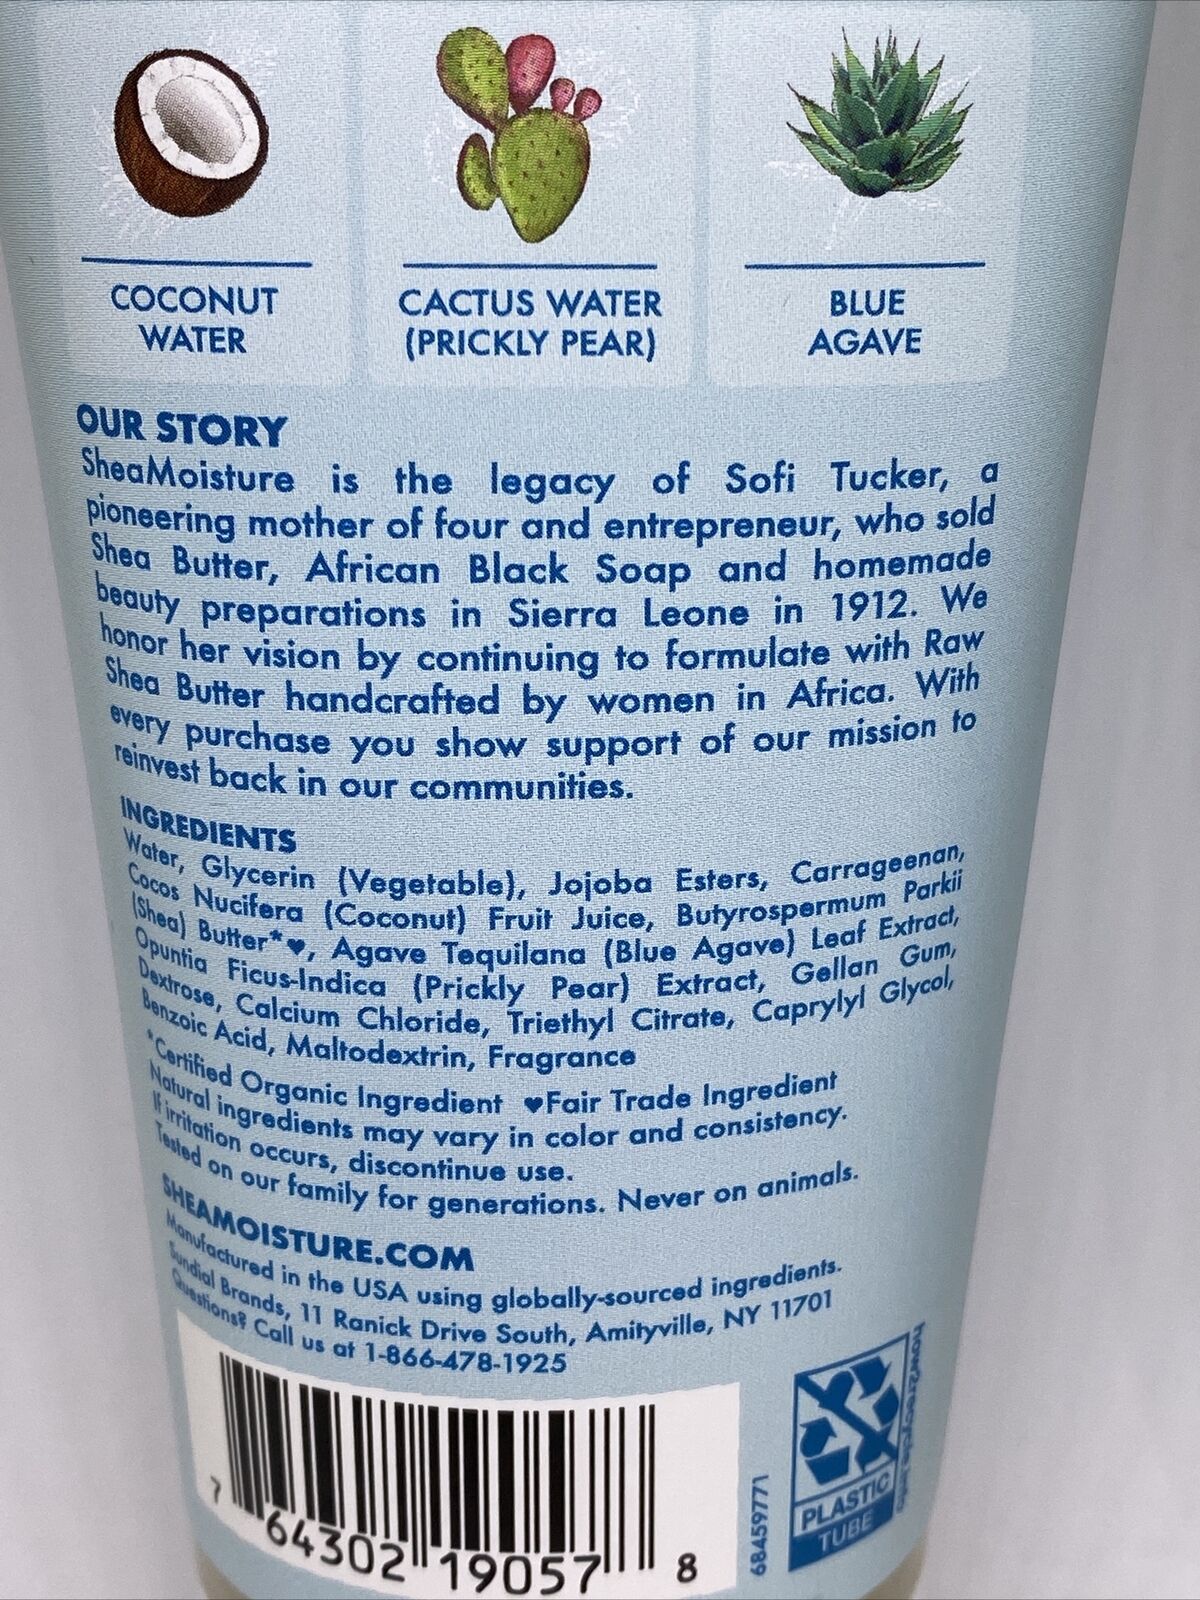 COCONUT
WATER
CACTUS WATER
(PRICKLY PEAR)
BLUE
AGAVE
OUR STORY
SheaMoisture is the legacy of Sofi Tucker, a
pioneering mother of four and entrepreneur, who sold
Shea Butter, African Black Soap and homemade
beauty preparations in Sierra Leone in 1912. We
honor her vision by continuing to formulate with Raw
Shea Butter handcrafted by women in Africa. With
every purchase you show support of our mission to
reinvest back in our communities.
INGREDIENTS
Water, Glycerin (Vegetable), Jojoba Esters, Carrageenan,
Cocos Nucifera (Coconut) Fruit Juice, Butyrospermum Parkii
(Shea) Butter*♥, Agave Tequilana (Blue Agave) Leaf Extract,
Opuntia Ficus-Indica (Prickly Pear) Extract, Gellan Gum,
Dextrose, Calcium Chloride, Triethyl Citrate, Caprylyl Glycol,
Benzoic Acid, Maltodextrin, Fragrance
*Certified Organic Ingredient ♥Fair Trade Ingredient
Natural ingredients may vary in color and consistency.
If irritation occurs, discontinue use.
Tested on our family for generations. Never on animals.
SHEAMOISTURE.COM
Manufactured in the USA using globally-sourced ingredients.
Sundial Brands, 11 Ranick Drive South, Amityville, NY 11701
Questions? Call us at 1-866-478-1925
7 64302 19057 8
68459771
how2recycle.info
PLASTIC
TUBE